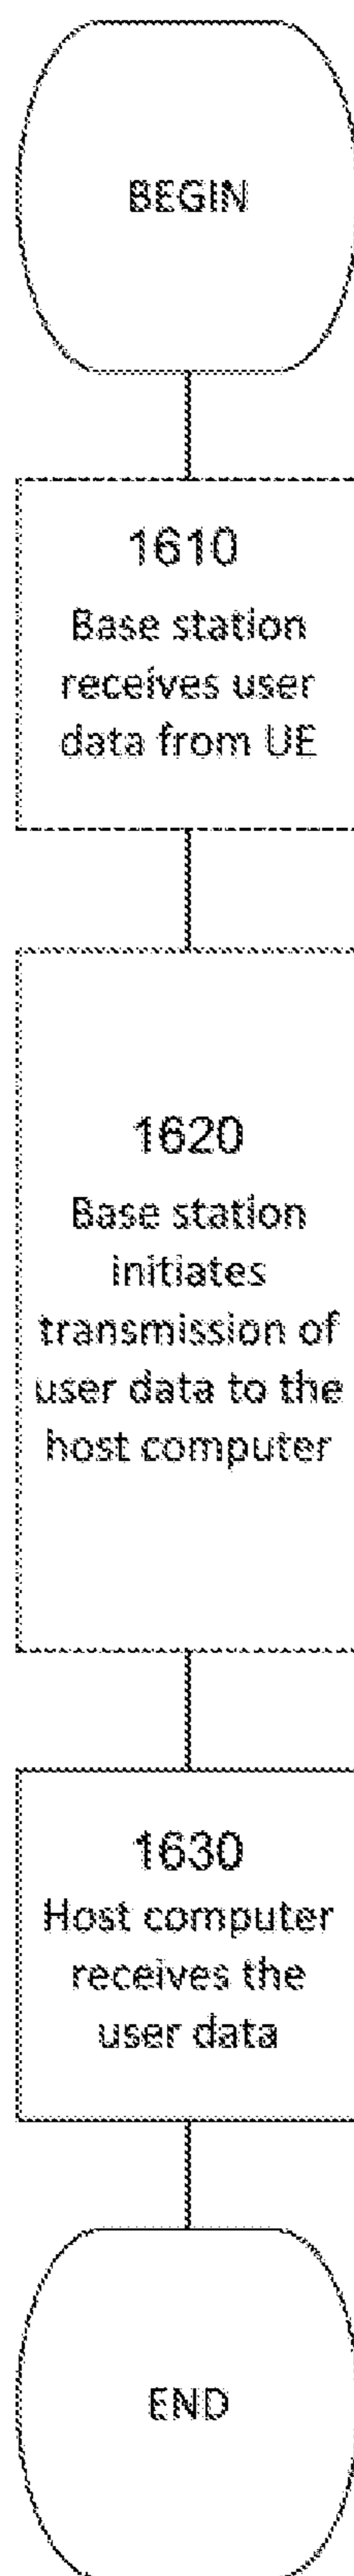 BEGIN
1610
Base station
receives user
data from UE
1620
Base station
initiates
transmission of
user data to the
host computer
1630
Host computer
receives the
user data
END